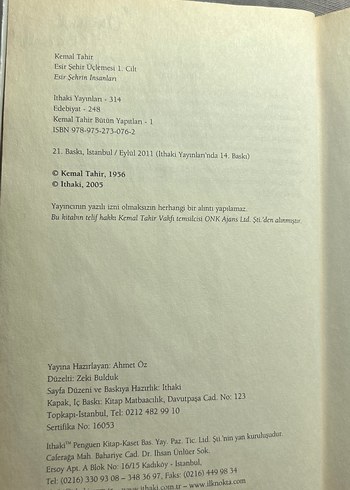 Kemal Tahir
Esir Şehir Üçlemesi 1. Cilt
Esir Şehrin İnsanları
İthaki Yayınları - 314
Edebiyat - 248
Kemal Tahir Bütün Yapıtları - 1
ISBN 978-975-273-076-2
21. Baskı, İstanbul / Eylül 2011 (İthaki Yayınları'nda 14. Baskı)
© Kemal Tahir, 1956
© İthaki, 2005
Yayıncının yazılı izni olmaksızın herhangi bir alıntı yapılamaz.
Bu kitabın telif hakkı Kemal Tahir Vakfı temsilcisi ONK Ajans Ltd. Şti.'den alınmıştır.
Yayına Hazırlayan: Ahmet Öz
Düzelti: Zeki Bulduk
Sayfa Düzeni ve Baskıya Hazırlık: İthaki
Kapak, İç Baskı: Kitap Matbaacılık, Davutpaşa Cad. No: 123
Topkapı-İstanbul, Tel: 0212 482 99 10
Sertifika No: 16053
İthaki™ Penguen Kitap-Kaset Bas. Yay. Paz. Tic. Ltd. Şti.'nin yan kuruluşudur.
Caferağa Mah. Bahariye Cad. Dr. İhsan Ünlüer Sok.
Ersoy Apt. A Blok No: 16/15 Kadıköy - İstanbul,
Tel: (0216) 330 93 08 – 348 36 97, Faks: (0216) 449 98 34
www.ithaki.com.tr – www.ilknokta.com